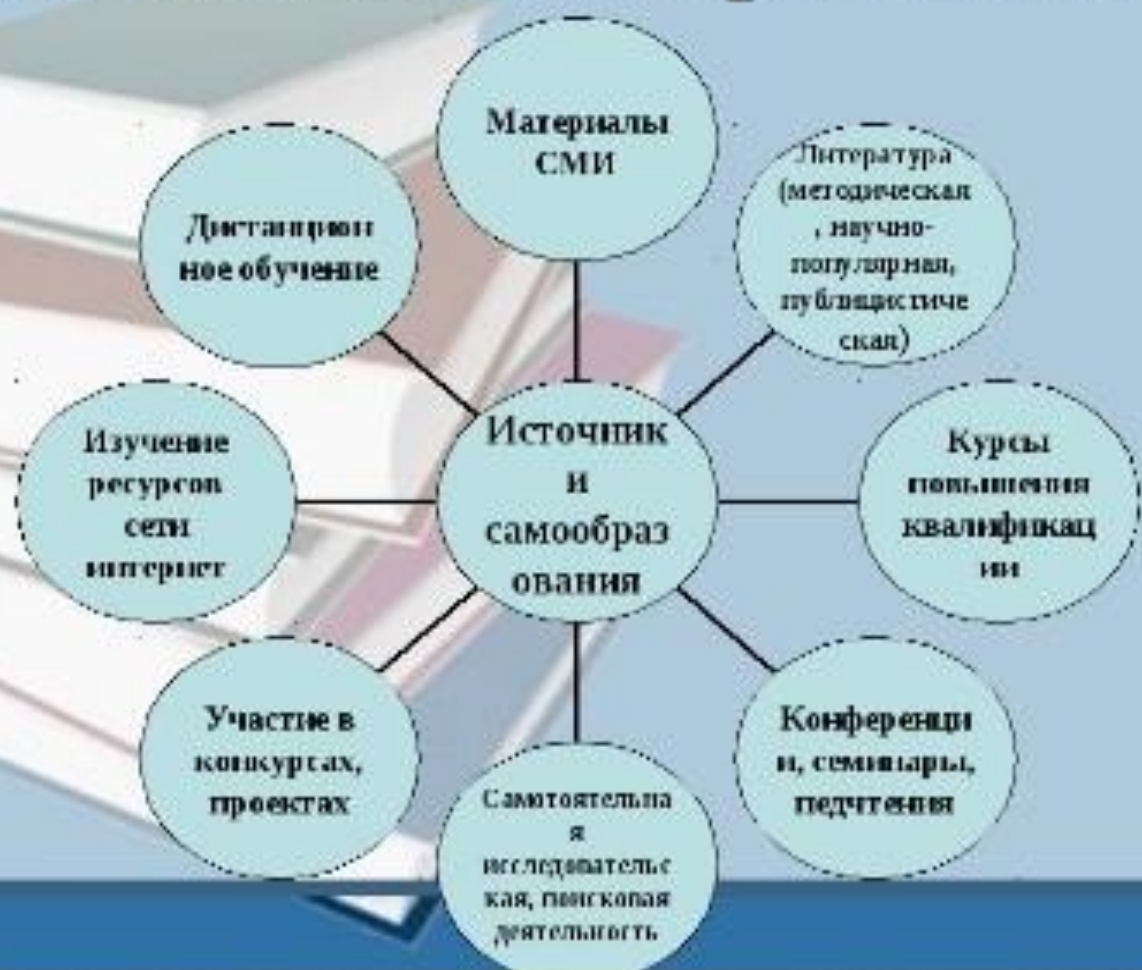 Материалы
СМИ
Литература
(методическая
, научно-
популярная,
публицистиче
ская)
Курсы
повышения
квалификац
ии
Конференци
и, семинары,
педчтения
Самотоятельна
я
исследовательс
кая, поисковая
деятельность
Участие в
конкурсах,
проектах
Изучение
ресурсов
сети
интернет
Дистанцион
ное обучение
Источник
и
самообраз
ования